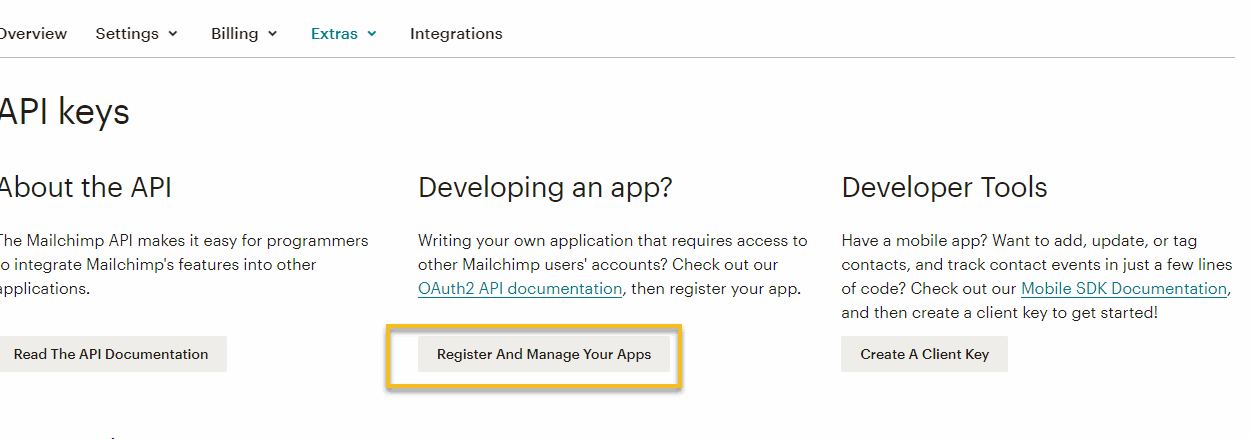 Overview Settings Billing Extras Integrations
API keys
About the API
The Mailchimp API makes it easy for programmers
to integrate Mailchimp's features into other
applications.
Read The API Documentation
Developing an app?
Writing your own application that requires access to
other Mailchimp users' accounts? Check out our
OAuth2 API documentation, then register your app.
Register And Manage Your Apps
Developer Tools
Have a mobile app? Want to add, update, or tag
contacts, and track contact events in just a few lines
of code? Check out our Mobile SDK Documentation,
and then create a client key to get started!
Create A Client Key